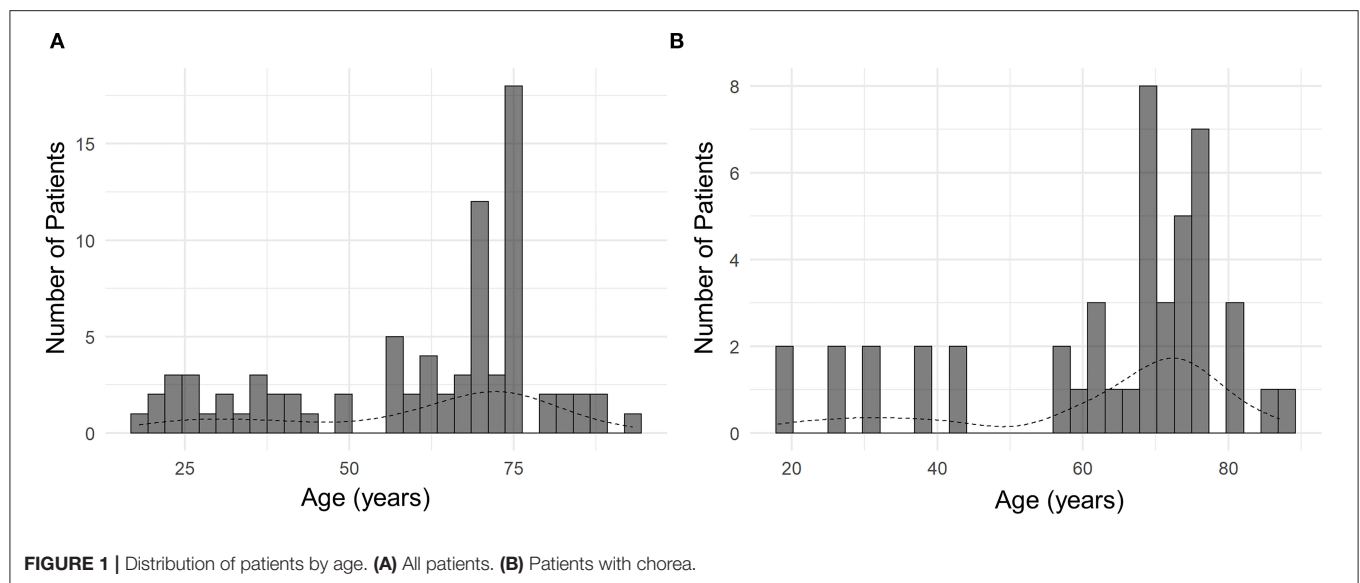 A
B
Number of Patients
15
10
5
0
25 50 75
Age (years)
Number of Patients
8
6
4
2
0
20 40 60 80
Age (years)
FIGURE 1 | Distribution of patients by age. (A) All patients. (B) Patients with chorea.